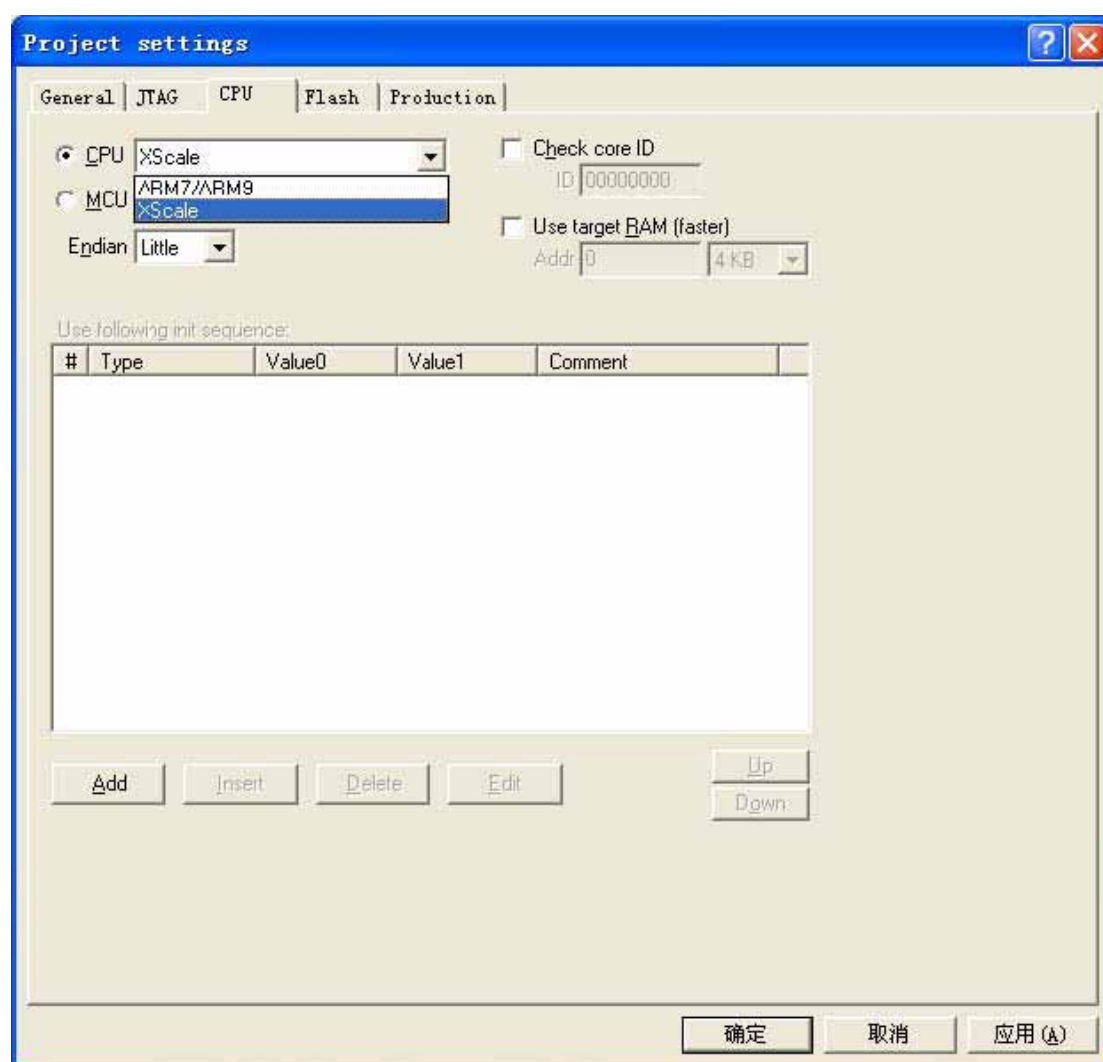 Project settings
General JTAG CPU Flash Production
CPU XScale
ARM7/ARM9
XScale
MCU
Endian Little
Check core ID
ID 00000000
Use target RAM (faster)
Addr 0 4 KB
Use following init sequence:
# Type Value0 Value1 Comment
Add Insert Delete Edit
Up
Down
确定 取消 应用(A)